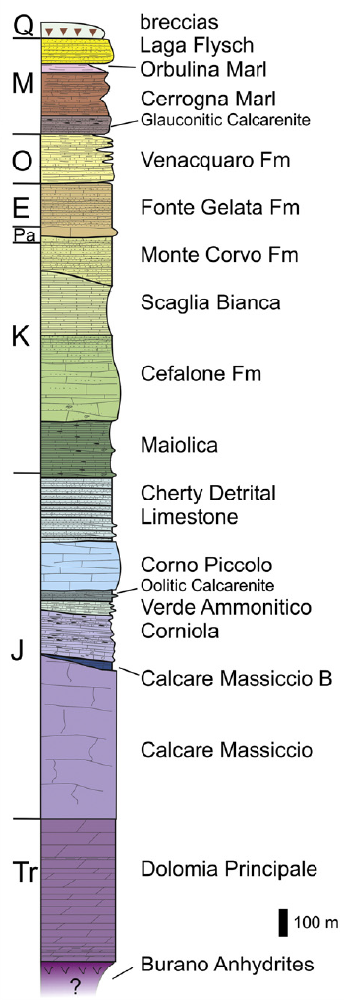 Q
breccias
Laga Flysch
Orbulina Marl
M
Cerrogna Marl
Glauconitic Calcarenite
O
Venacquaro Fm
E
Fonte Gelata Fm
Pa
Monte Corvo Fm
Scaglia Bianca
K
Cefalone Fm
Maiolica
Cherty Detrital
Limestone
Corno Piccolo
Oolitic Calcarenite
Verde Ammonitico
Corniola
J
Calcare Massiccio B
Calcare Massiccio
Tr
Dolomia Principale
100 m
Burano Anhydrites
?